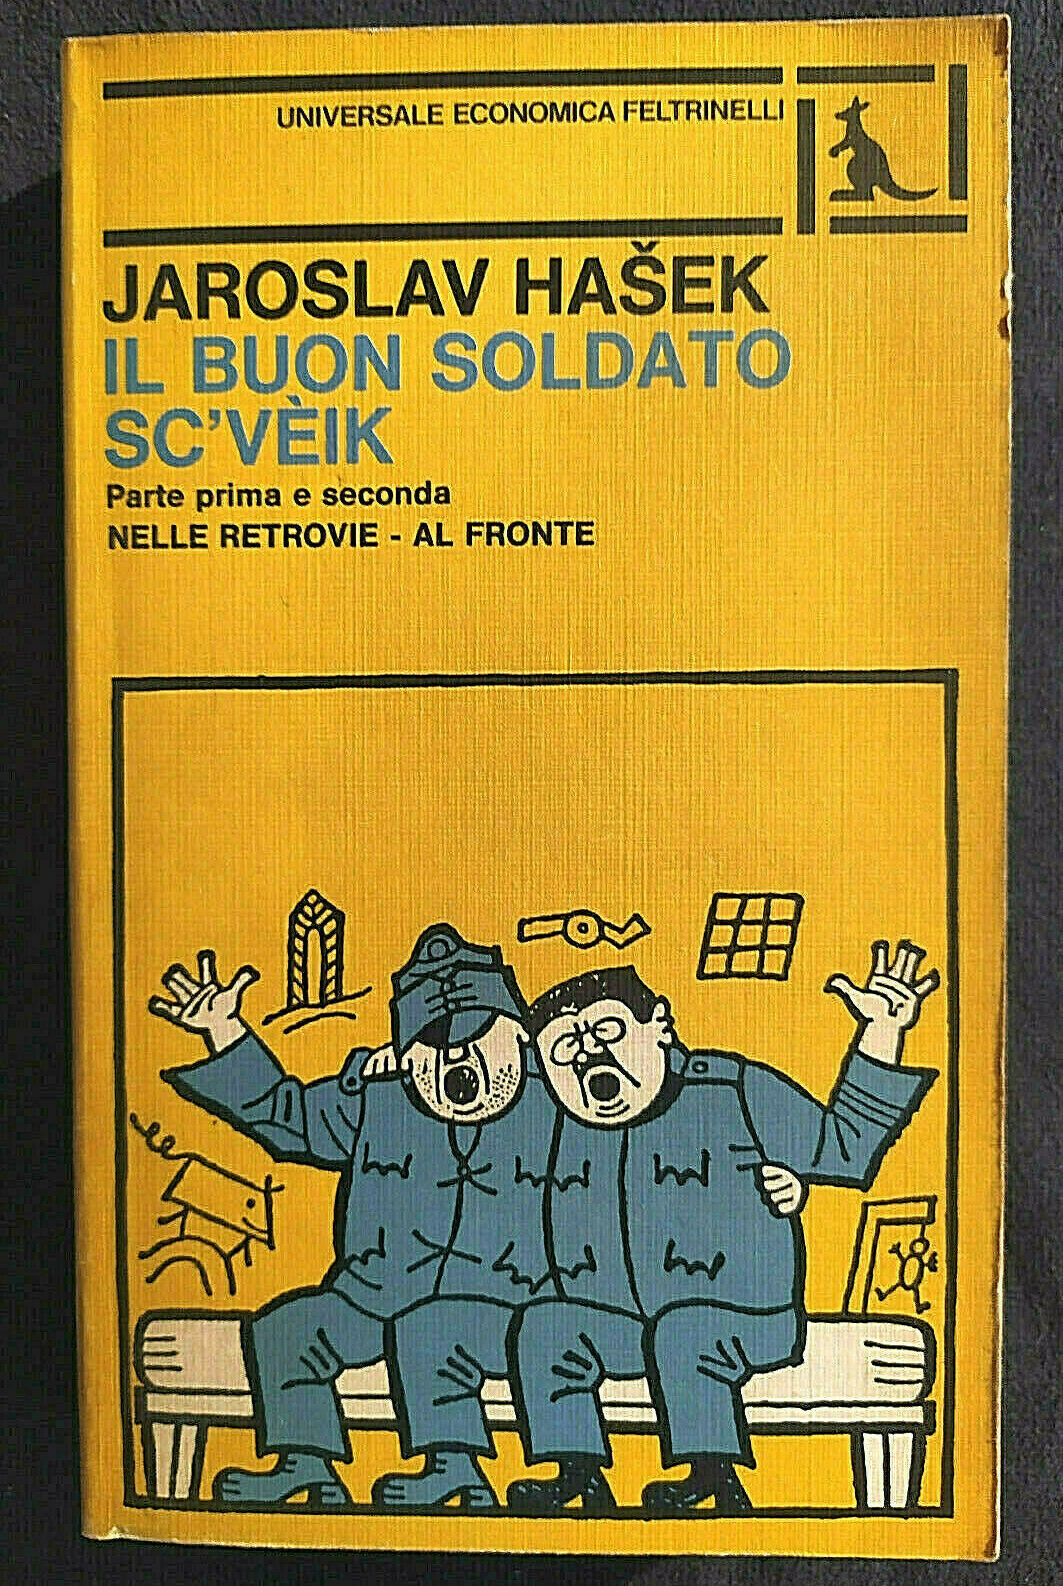 UNIVERSALE ECONOMICA FELTRINELLI
JAROSLAV HAŠEK
IL BUON SOLDATO
SC'VÈIK
Parte prima e seconda
NELLE RETROVIE - AL FRONTE